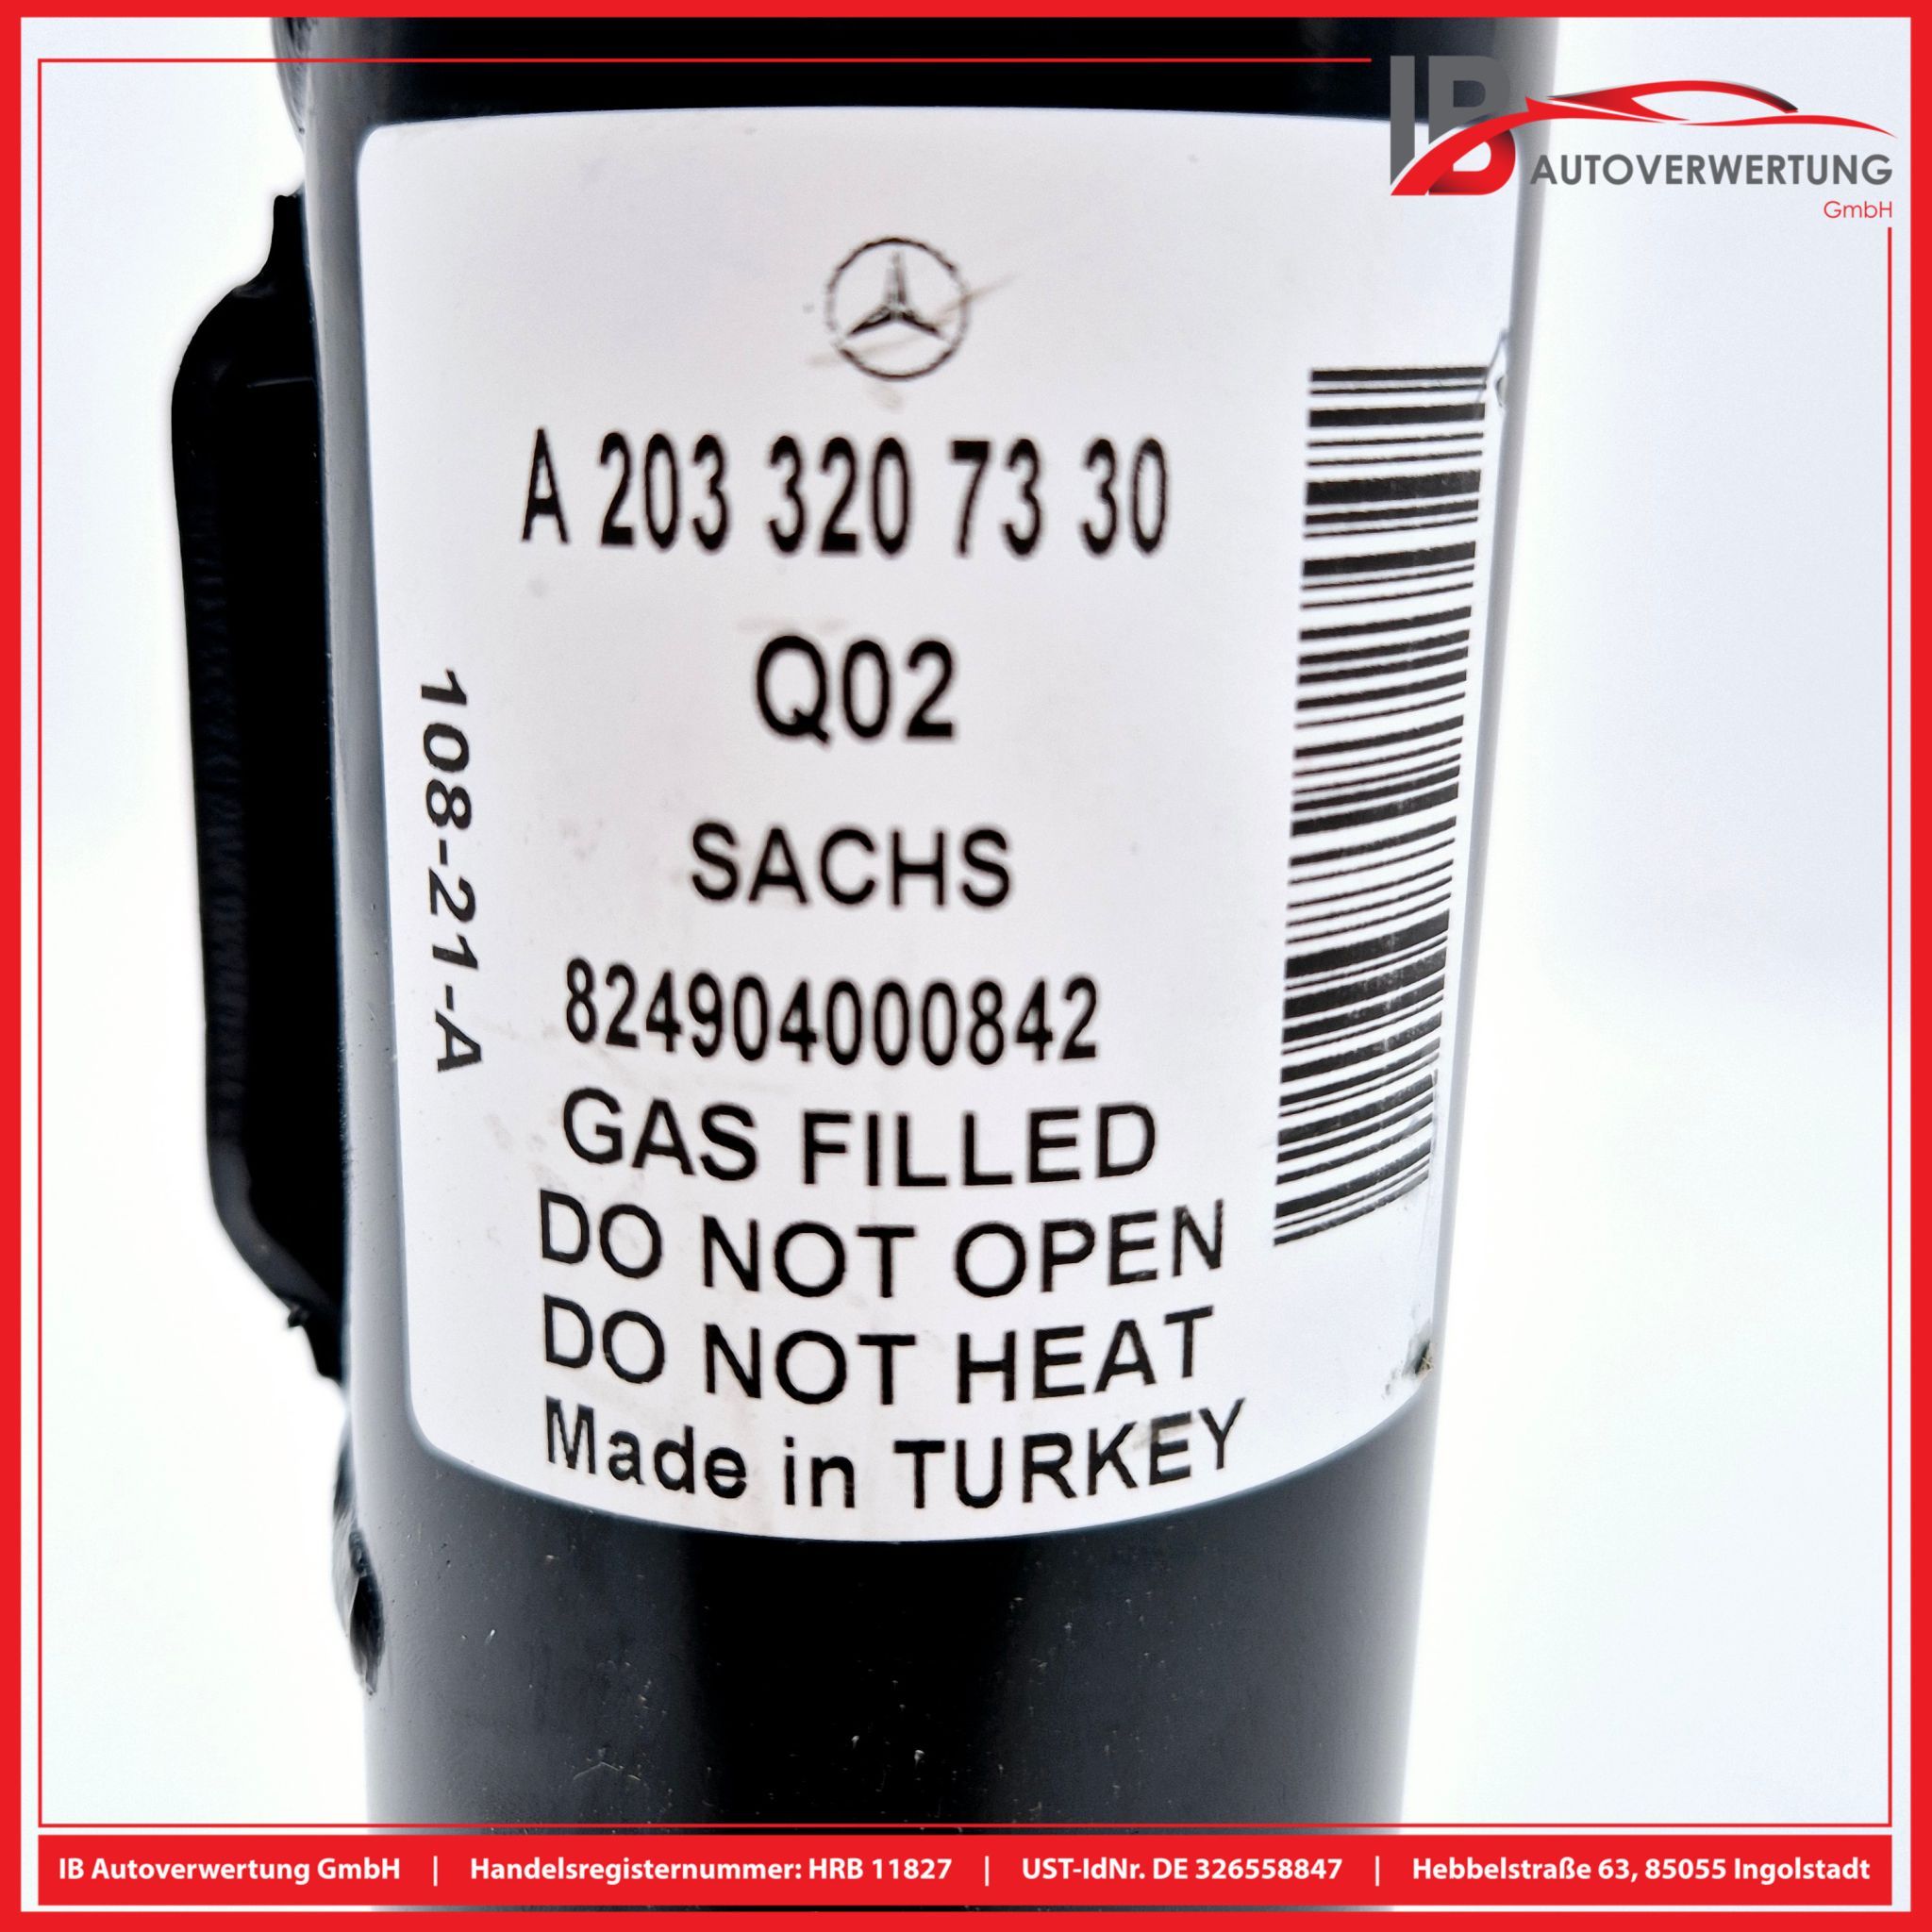 IB
AUTOVERWERTUNG
GmbH
A 203 320 73 30
Q02
SACHS
824904000842
GAS FILLED
DO NOT OPEN
DO NOT HEAT
Made in TURKEY
108-21-A
IB Autoverwertung GmbH | Handelsregisternummer: HRB 11827 | UST-IdNr. DE 326558847 | Hebbelstraße 63, 85055 Ingolstadt